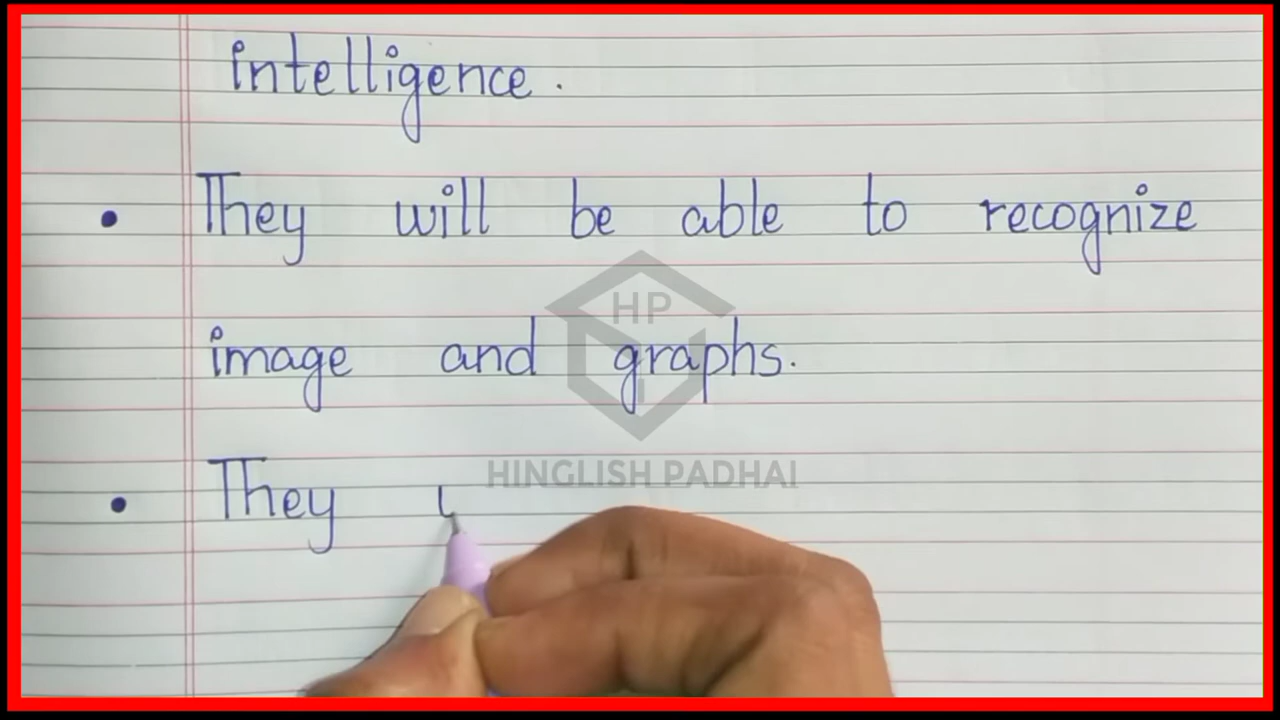 intelligence.
• They will be able to recognize
HP
image and graphs.
HINGLISH PADHAI
• They